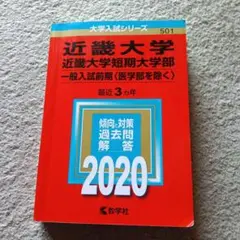 大学入試シリーズ
501
近畿大学
近畿大学短期大学部
一般入試前期〈医学部を除く〉
最近3カ年
傾向と対策
過去問
解答
2020
教学社